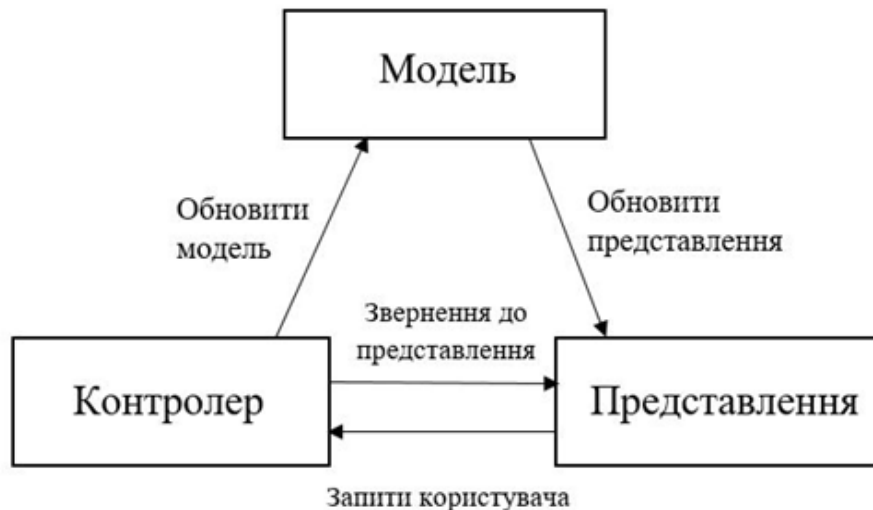 Модель
Обновити
модель
Обновити
представлення
Звернення до
представлення
Контролер
Представлення
Запити користувача